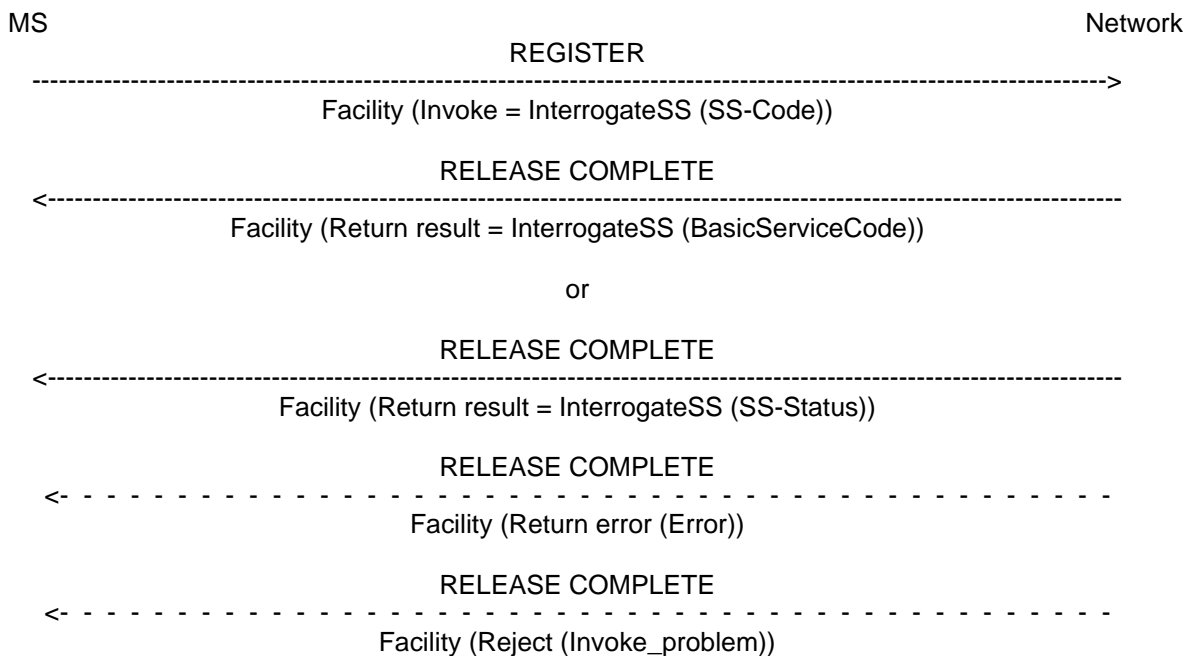 MS Network
REGISTER
------------------------------------------------------------------------------------------------------------------------>
Facility (Invoke = InterrogateSS (SS-Code))
RELEASE COMPLETE
<------------------------------------------------------------------------------------------------------------------------
Facility (Return result = InterrogateSS (BasicServiceCode))
or
RELEASE COMPLETE
<------------------------------------------------------------------------------------------------------------------------
Facility (Return result = InterrogateSS (SS-Status))
RELEASE COMPLETE
<- - - - - - - - - - - - - - - - - - - - - - - - - - - - - - - - - - - - - - - - - - - - -
Facility (Return error (Error))
RELEASE COMPLETE
<- - - - - - - - - - - - - - - - - - - - - - - - - - - - - - - - - - - - - - - - - - - - -
Facility (Reject (Invoke_problem))